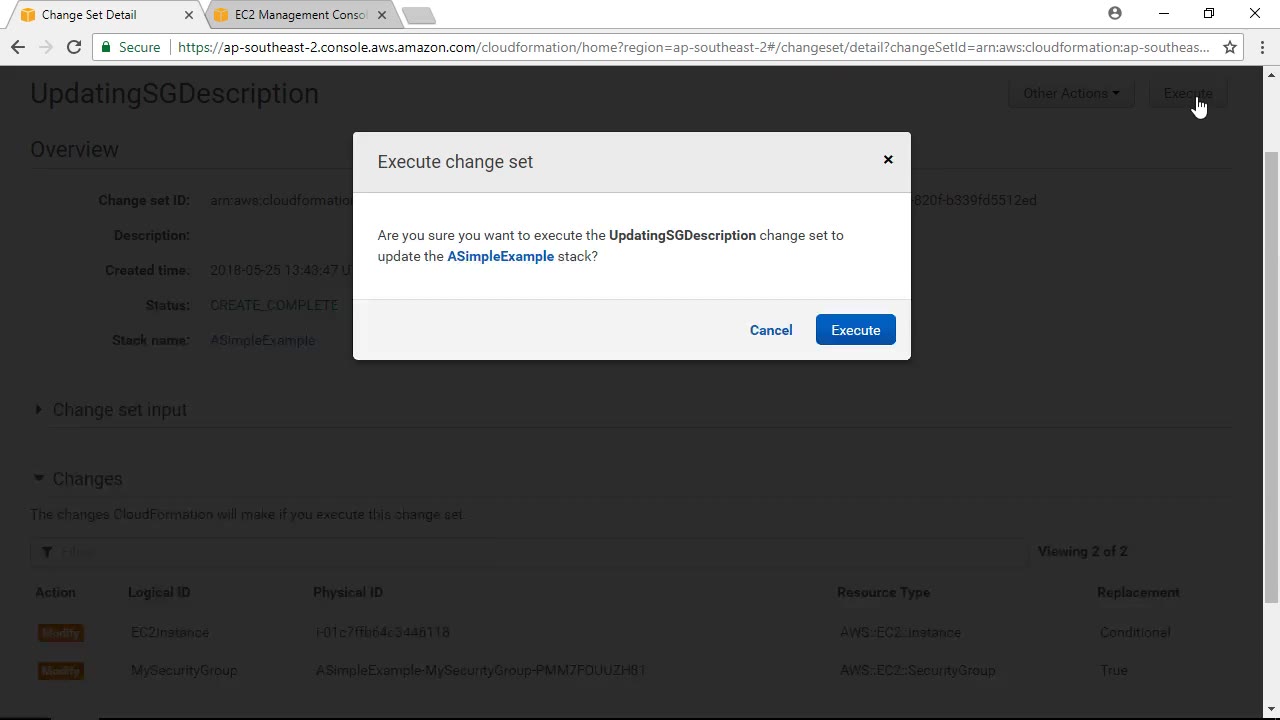 Change Set Detail
EC2 Management Consol
Secure
https://ap-southeast-2.console.aws.amazon.com/cloudformation/home?region=ap-southeast-2#/changeset/detail?changeSetId=arn:aws:cloudformation:ap-southeas...
UpdatingSGDescription
Other Actions
Execute
Overview
Execute change set
Change set ID:
arn:aws:cloudformation
-820f-b339fd5512ed
Are you sure you want to execute the UpdatingSGDescription change set to
update the ASimpleExample stack?
Description:
Created time:
2018-05-25 13:43:47 U
Status:
CREATE_COMPLETE
Cancel
Execute
Stack name:
ASimpleExample
Change set input
Changes
The changes CloudFormation will make if you execute this change set.
Filter
Viewing 2 of 2
Action Logical ID Physical ID Resource Type Replacement
Modify EC2Instance i-01c7ffb64c3446118 AWS::EC2::Instance Conditional
Modify MySecurityGroup ASimpleExample-MySecurityGroup-PMM7FOUUZH81 AWS::EC2::SecurityGroup True